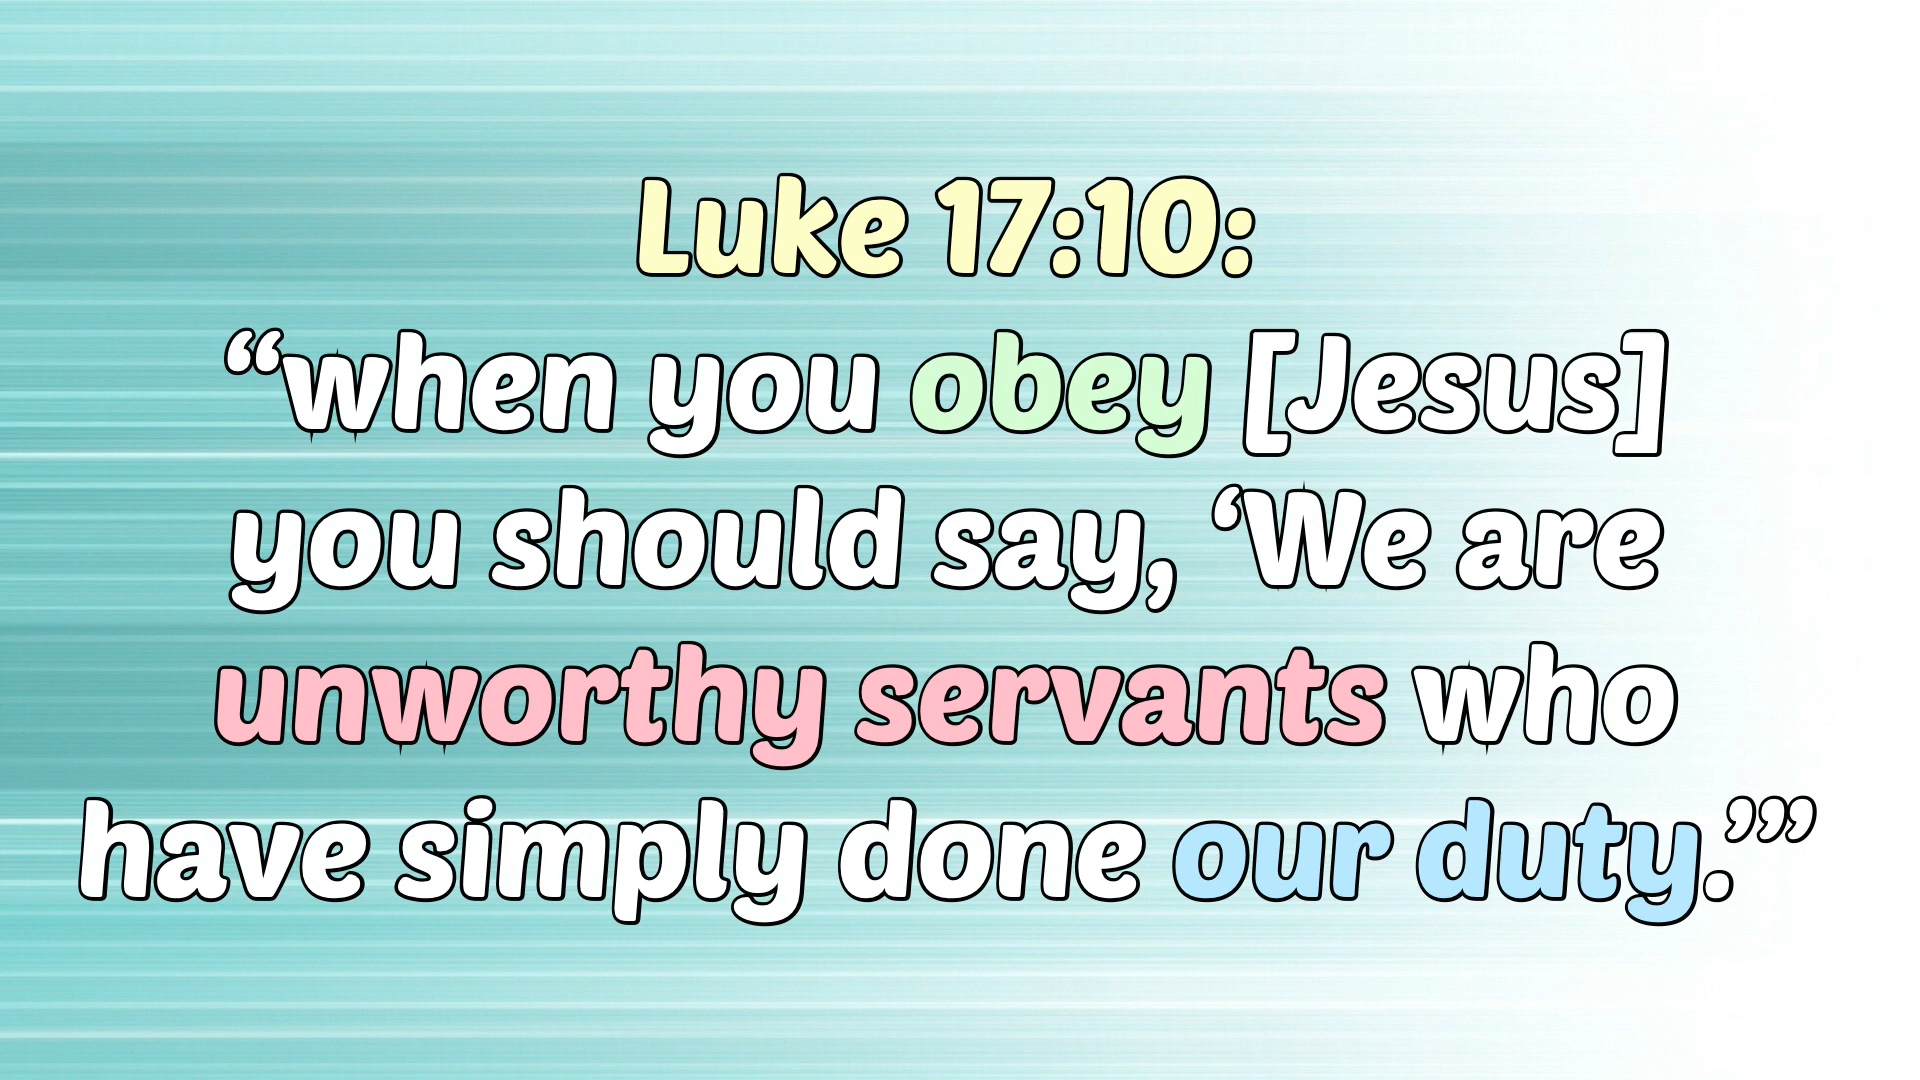 Luke 17:10:
“when you obey [Jesus]
you should say, ‘We are
unworthy servants who
have simply done our duty.’”